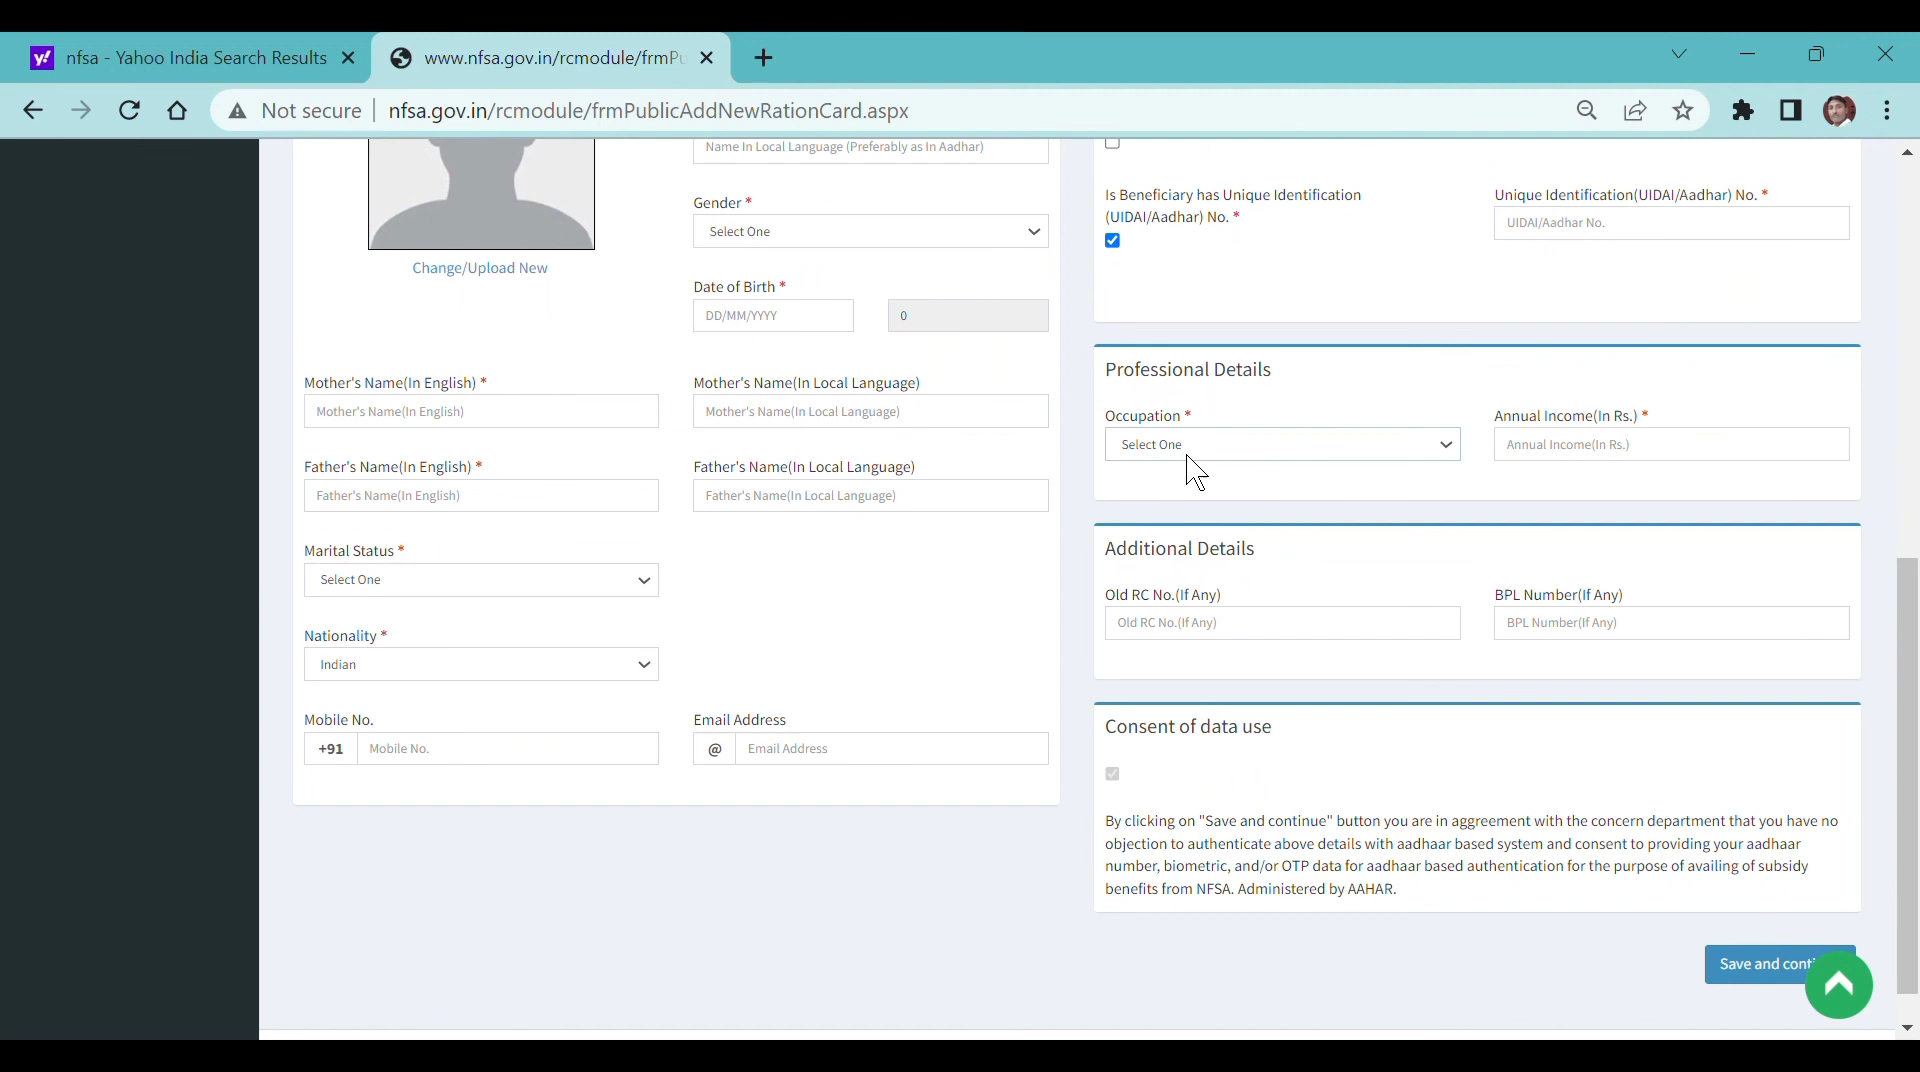 nfsa - Yahoo India Search Results
www.nfsa.gov.in/rcmodule/frmPu
Not secure
nfsa.gov.in/rcmodule/frmPublicAddNewRationCard.aspx
Name In Local Language (Preferably as In Aadhar)
Gender *
Select One
Change/Upload New
Date of Birth *
DD/MM/YYYY
0
Mother's Name(In English) *
Mother's Name(In Local Language)
Mother's Name(In English)
Mother's Name(In Local Language)
Father's Name(In English) *
Father's Name(In Local Language)
Father's Name(In English)
Father's Name(In Local Language)
Marital Status *
Select One
Nationality *
Indian
Mobile No.
Email Address
+91
Mobile No.
@
Email Address
Is Beneficiary has Unique Identification
(UIDAI/Aadhar) No. *
Unique Identification(UIDAI/Aadhar) No. *
UIDAI/Aadhar No.
Professional Details
Occupation *
Annual Income(In Rs.) *
Select One
Annual Income(In Rs.)
Additional Details
Old RC No.(If Any)
BPL Number(If Any)
Old RC No.(If Any)
BPL Number(If Any)
Consent of data use
By clicking on "Save and continue" button you are in aggreement with the concern department that you have no
objection to authenticate above details with aadhaar based system and consent to providing your aadhaar
number, biometric, and/or OTP data for aadhaar based authentication for the purpose of availing of subsidy
benefits from NFSA. Administered by AAHAR.
Save and conti